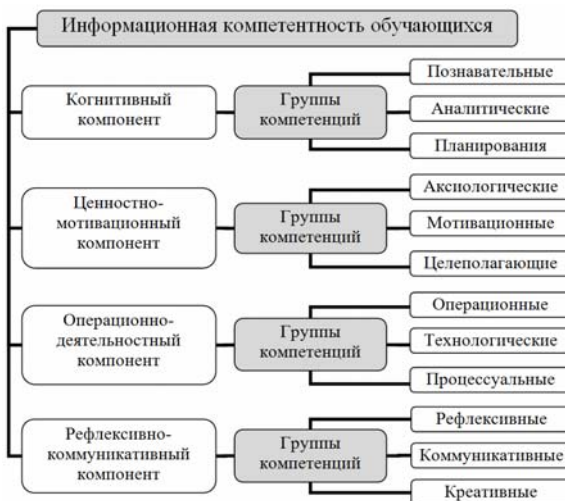 Информационная компетентность обучающихся
Когнитивный
компонент
Группы
компетенций
Познавательные
Аналитические
Планирования
Ценностно-
мотивационный
компонент
Группы
компетенций
Аксиологические
Мотивационные
Целеполагающие
Операционно-
деятельностный
компонент
Группы
компетенций
Операционные
Технологические
Процессуальные
Рефлексивно-
коммуникативный
компонент
Группы
компетенций
Рефлексивные
Коммуникативные
Креативные